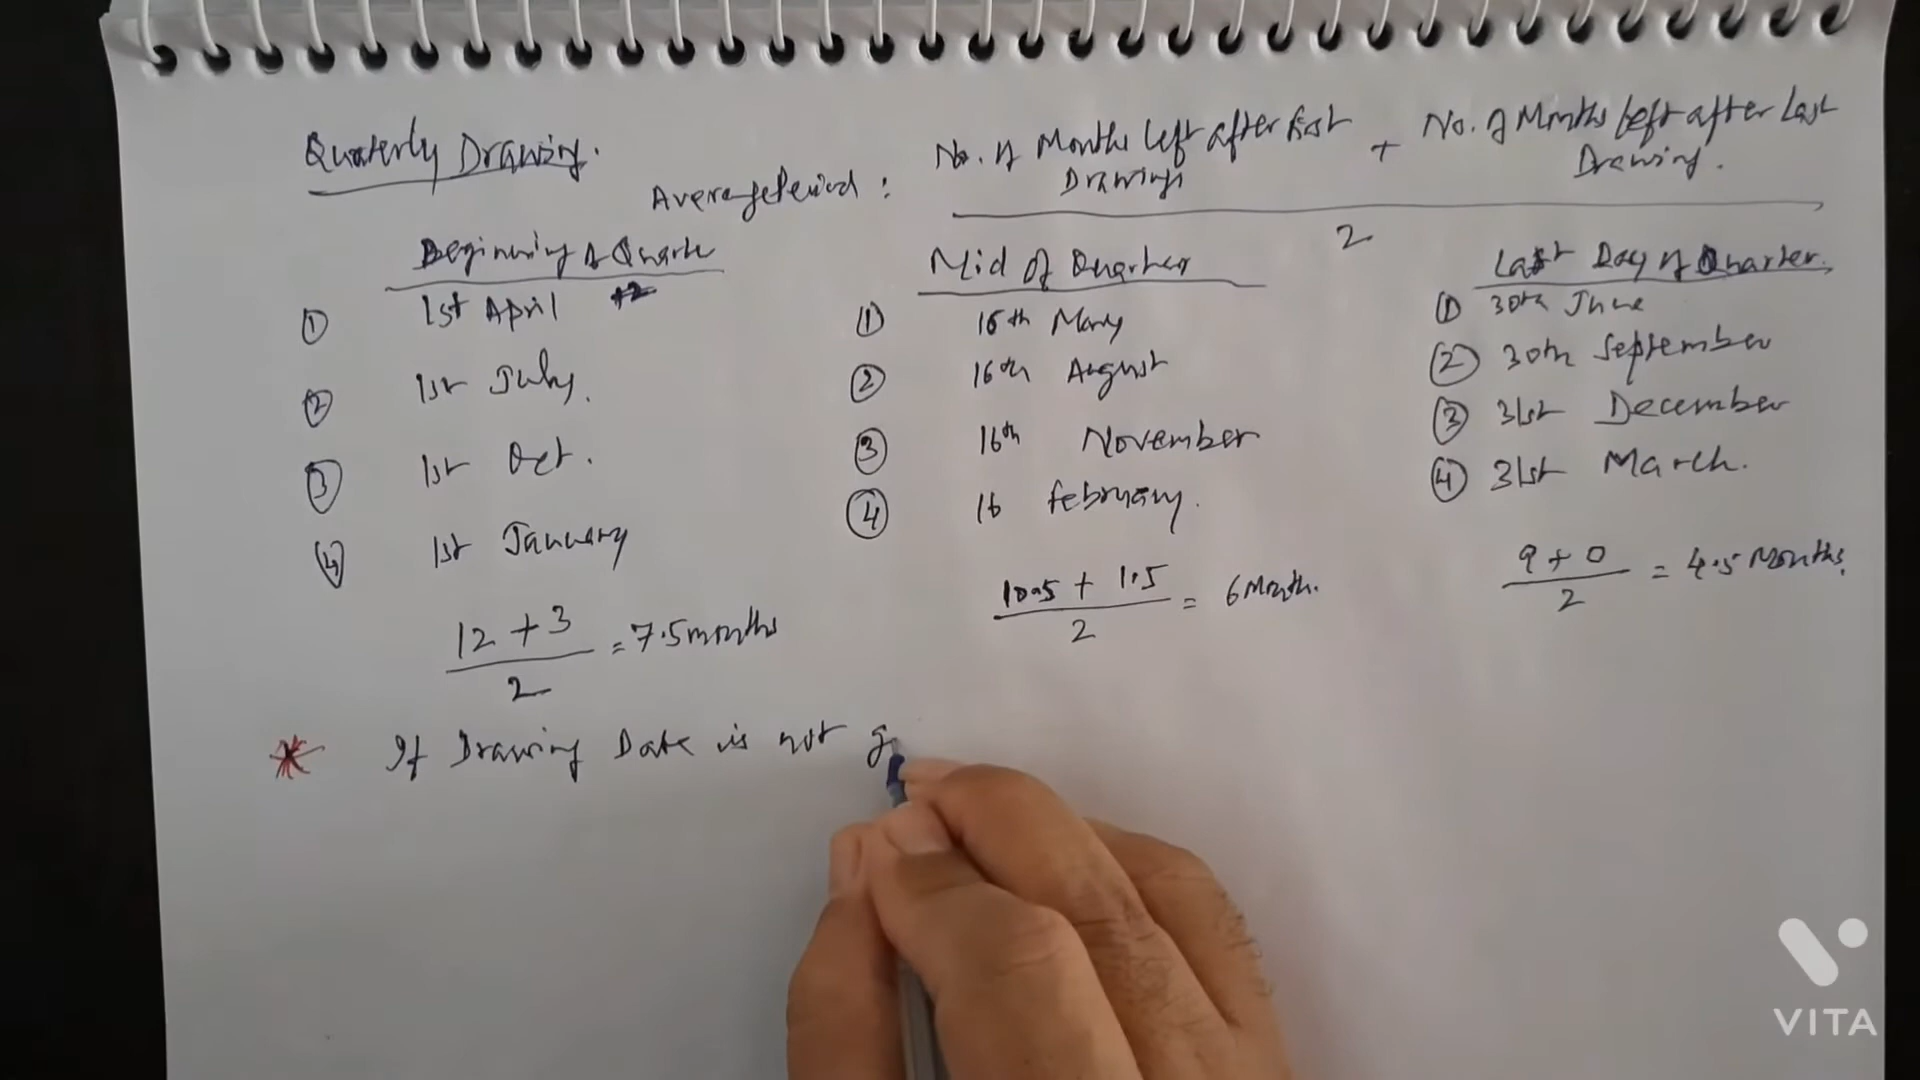 Quaterly Drawing.
Average Period :
No. of Months left after first Drawings + No. of Months left after Last Drawing.
2
Beginning of Quarte
① 1st April
② 1st July.
③ 1st Oct.
④ 1st January
12 + 3
2
= 7.5 months
Mid of Quarter
① 16th May
② 16th August
③ 16th November
④ 16 february.
10.5 + 1.5
2
= 6 Month.
Last Day of Quarter.
① 30th June
② 30th September
③ 31st December
④ 31st March.
9 + 0
2
= 4.5 Months.
* If Drawing Date is not g
VITA